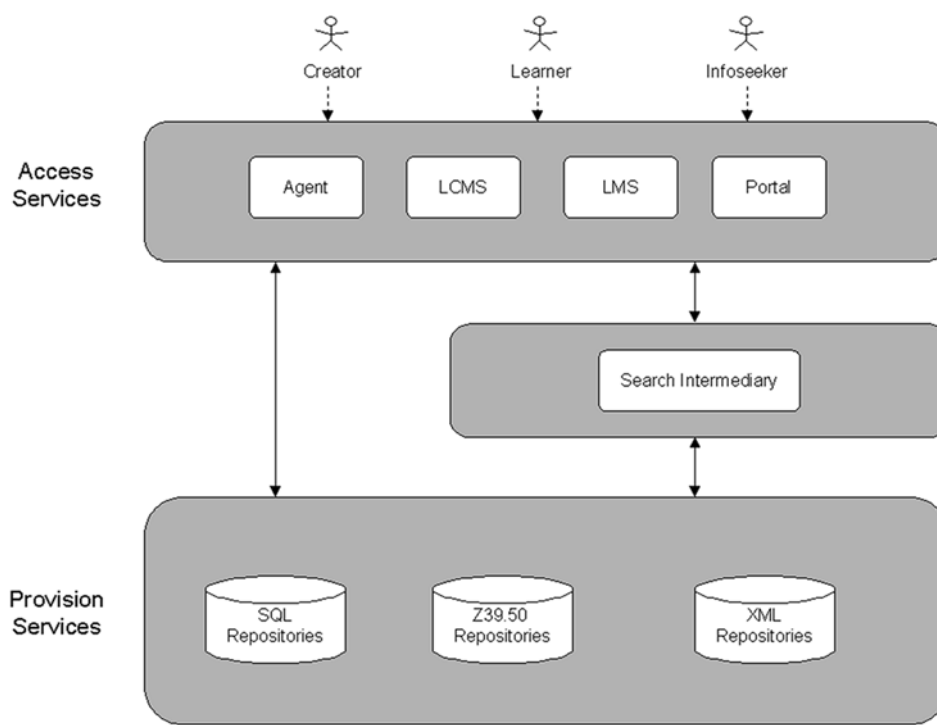 Creator
Learner
Infoseeker
Access
Services
Agent
LCMS
LMS
Portal
Search Intermediary
Provision
Services
SQL
Repositories
Z39.50
Repositories
XML
Repositories